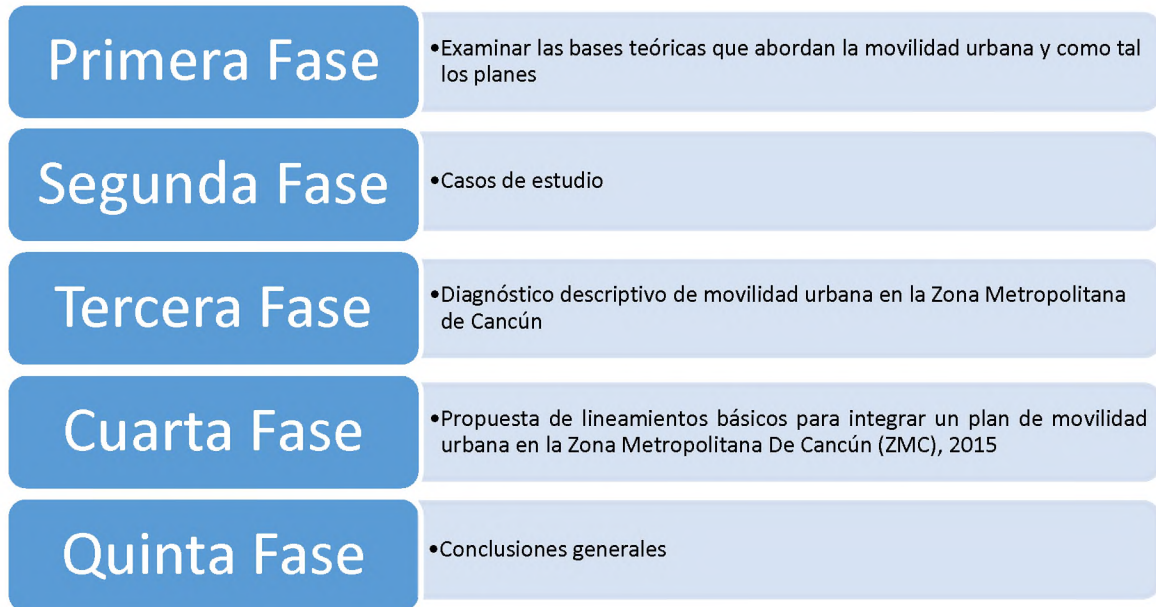 Primera Fase
•Examinar las bases teóricas que abordan la movilidad urbana y como tal
los planes
Segunda Fase
•Casos de estudio
Tercera Fase
•Diagnóstico descriptivo de movilidad urbana en la Zona Metropolitana
de Cancún
Cuarta Fase
•Propuesta de lineamientos básicos para integrar un plan de movilidad
urbana en la Zona Metropolitana De Cancún (ZMC), 2015
Quinta Fase
•Conclusiones generales